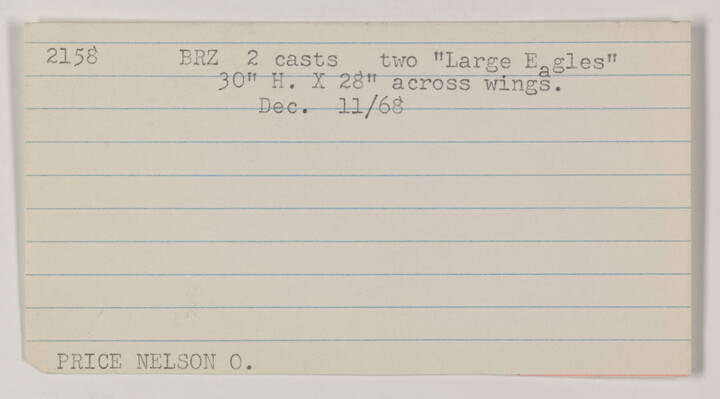 2158 BRZ 2 casts two "Large Eagles"
30" H. X 28" across wings.
Dec. 11/68
PRICE NELSON O.